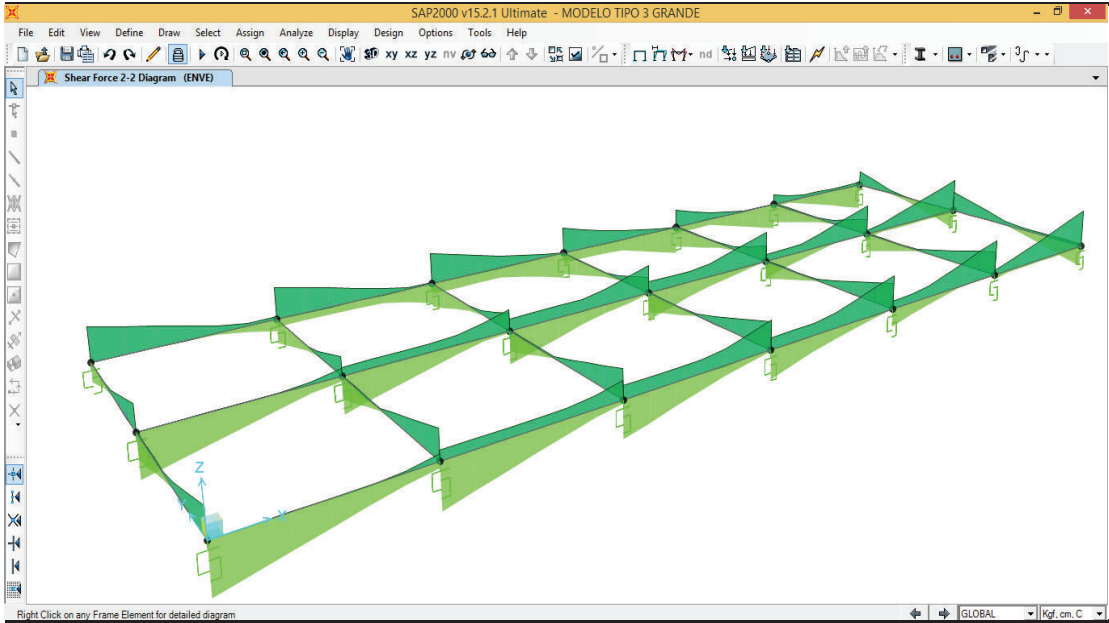 SAP2000 v15.2.1 Ultimate - MODELO TIPO 3 GRANDE
File Edit View Define Draw Select Assign Analyze Display Design Options Tools Help
xy xz yz nv nd
Shear Force 2-2 Diagram (ENVE)
Z
Y X
Right Click on any Frame Element for detailed diagram GLOBAL Kgf, cm, C